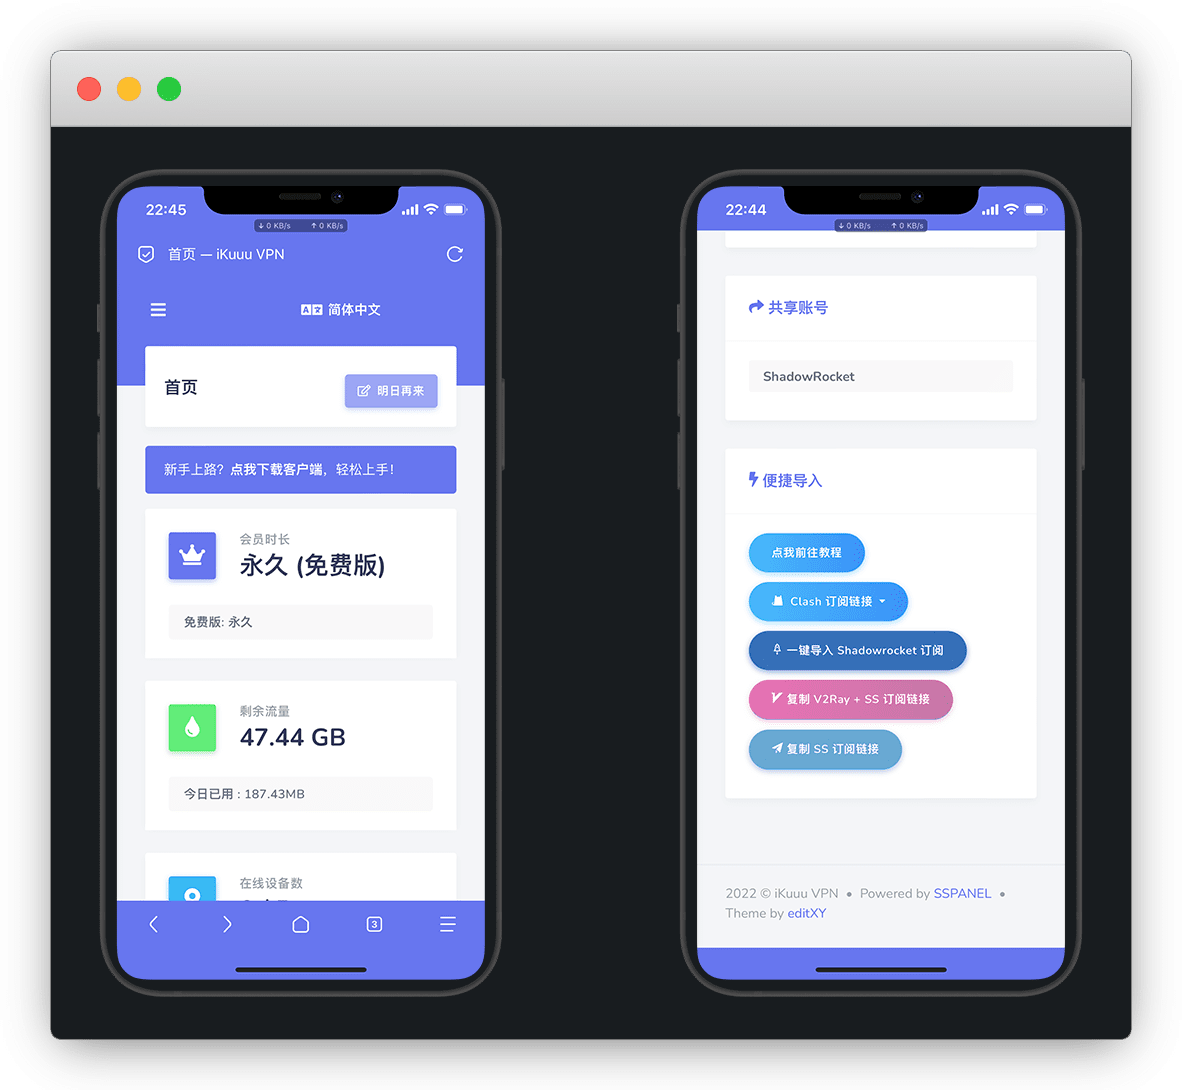 22:45
↓ 0 KB/s ↑ 0 KB/s
首页 — iKuuu VPN
简体中文
首页
明日再来
新手上路？点我下载客户端，轻松上手！
会员时长
永久 (免费版)
免费版: 永久
剩余流量
47.44 GB
今日已用 : 187.43MB
在线设备数
3
22:44
↓ 0 KB/s ↑ 0 KB/s
共享账号
ShadowRocket
便捷导入
点我前往教程
Clash 订阅链接
一键导入 Shadowrocket 订阅
复制 V2Ray + SS 订阅链接
复制 SS 订阅链接
2022 © iKuuu VPN • Powered by SSPANEL •
Theme by editXY